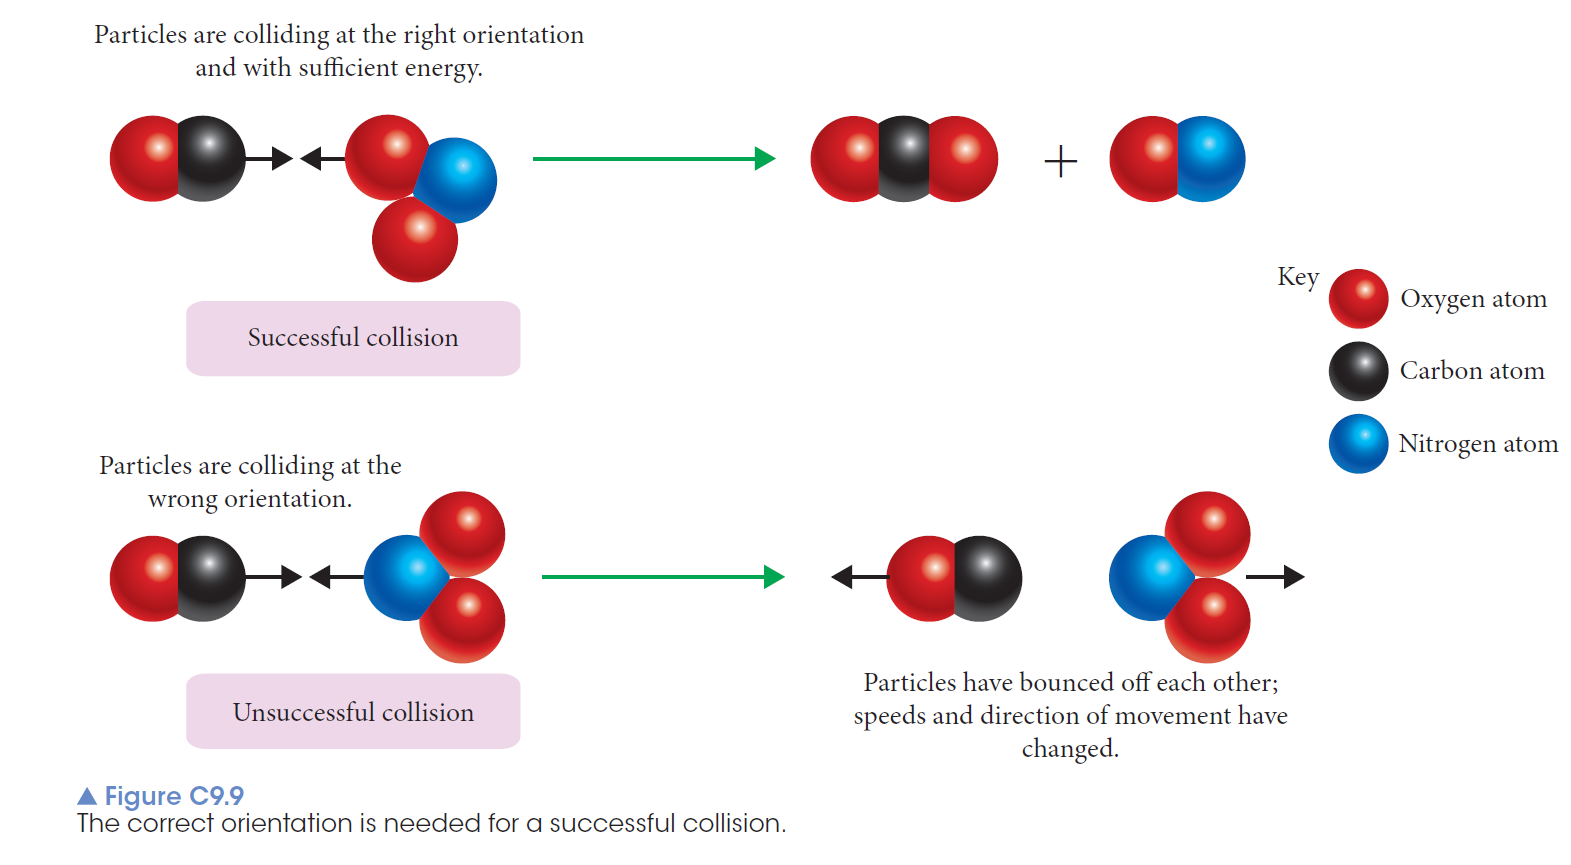 Particles are colliding at the right orientation
and with sufficient energy.
+
Successful collision
Key
Oxygen atom
Carbon atom
Nitrogen atom
Particles are colliding at the
wrong orientation.
Unsuccessful collision
Particles have bounced off each other;
speeds and direction of movement have
changed.
▲ Figure C9.9
The correct orientation is needed for a successful collision.